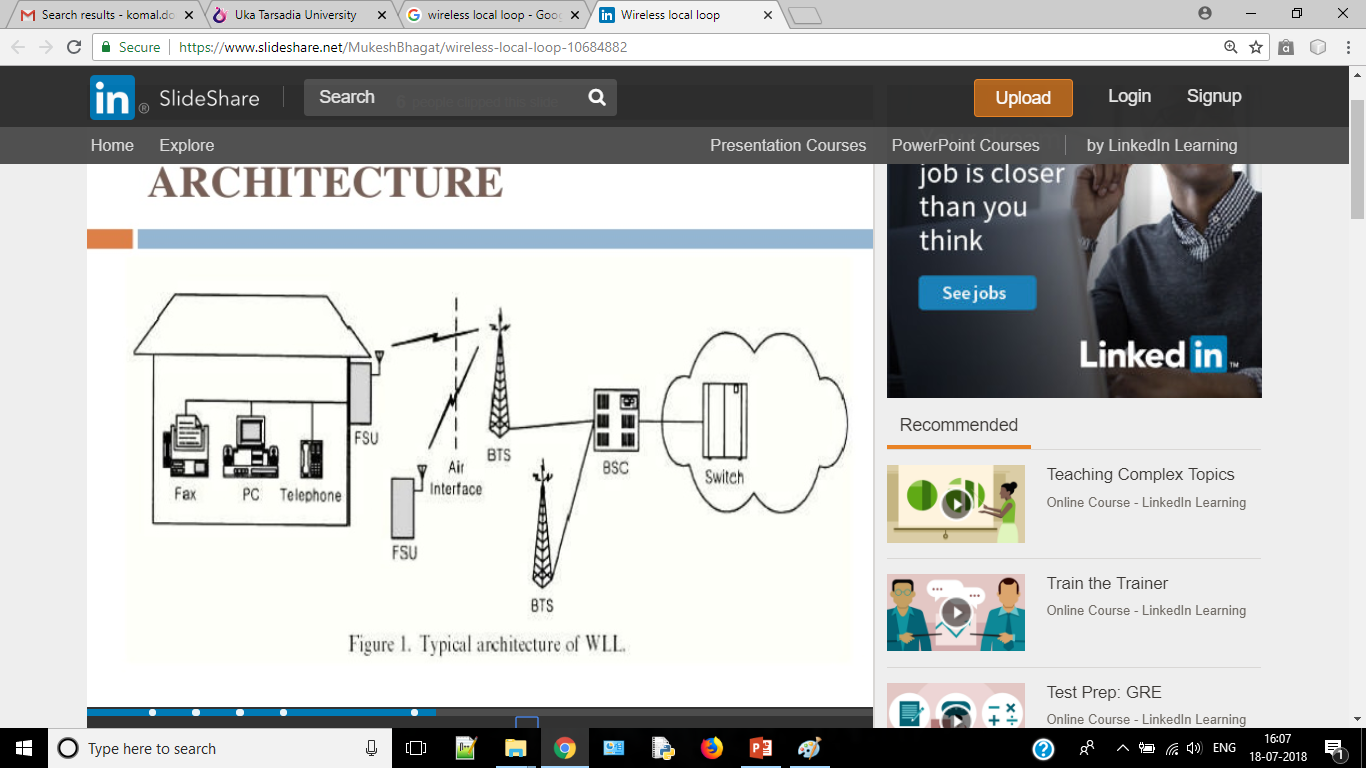 Search results - komal.do
Uka Tarsadia University
wireless local loop - Goo
Wireless local loop
Secure
https://www.slideshare.net/MukeshBhagat/wireless-local-loop-10684882
in ® SlideShare
Search
Upload
Login
Signup
Home
Explore
Presentation Courses
PowerPoint Courses
by LinkedIn Learning
ARCHITECTURE
Fax
PC
Telephone
FSU
FSU
Air
Interface
BTS
BTS
BSC
Switch
Figure 1. Typical architecture of WLL.
job is closer
than you
think
See jobs
Linked in ™
Recommended
Teaching Complex Topics
Online Course - LinkedIn Learning
Train the Trainer
Online Course - LinkedIn Learning
Test Prep: GRE
Online Course - LinkedIn Learning
Type here to search
ENG
16:07
18-07-2018
1